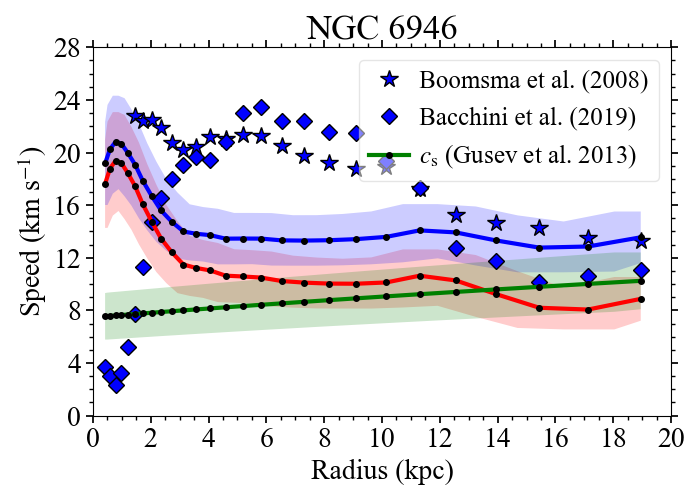 NGC 6946
Speed (km s⁻¹)
28
24
20
16
12
8
4
0
Boomsma et al. (2008)
Bacchini et al. (2019)
cₛ (Gusev et al. 2013)
0 2 4 6 8 10 12 14 16 18 20
Radius (kpc)